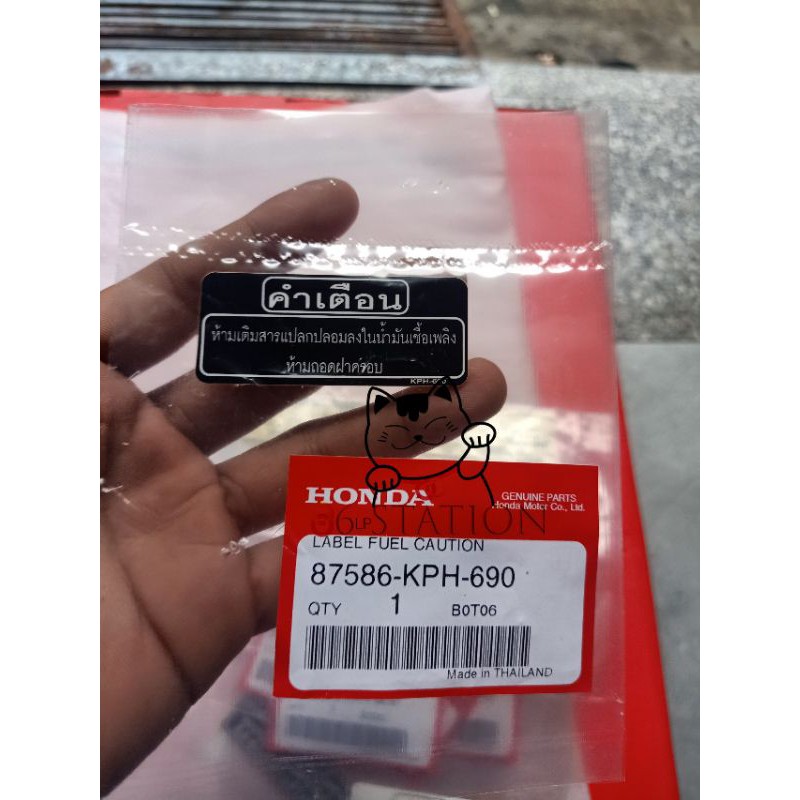 คำเตือน
ห้ามเติมสารแปลกปลอมลงในน้ำมันเชื้อเพลิง
ห้ามถอดฝาครอบ
KPH-690
HONDA
GENUINE PARTS
Honda Motor Co., Ltd.
6LP STATION
LABEL FUEL CAUTION
87586-KPH-690
QTY 1 B0T06
Made in THAILAND